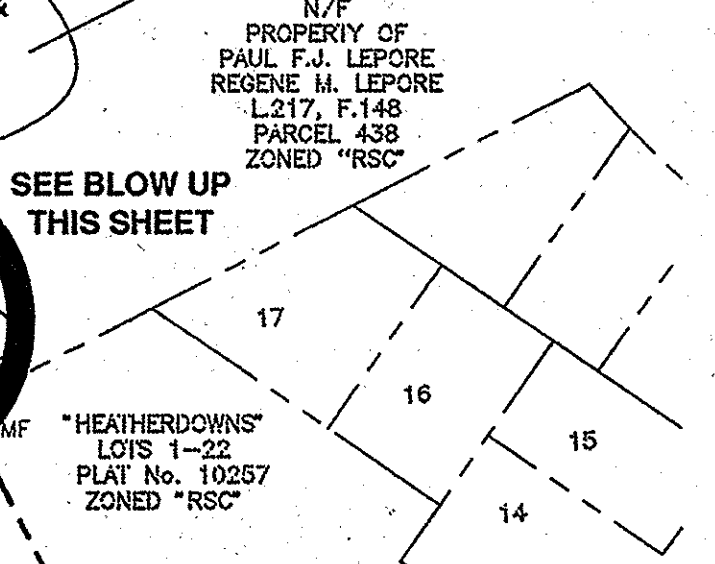 N/F
PROPERTY OF
PAUL F.J. LEPORE
REGENE M. LEPORE
L.217, F.148
PARCEL 438
ZONED "RSC"
SEE BLOW UP
THIS SHEET
17
16
15
14
MF
"HEATHERDOWNS"
LOTS 1-22
PLAT No. 10257
ZONED "RSC"